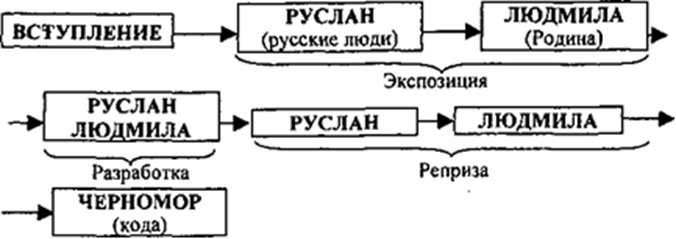 ВСТУПЛЕНИЕ
РУСЛАН
(русские люди)
ЛЮДМИЛА
(Родина)
Экспозиция
РУСЛАН
ЛЮДМИЛА
РУСЛАН
ЛЮДМИЛА
Разработка
Реприза
ЧЕРНОМОР
(кода)